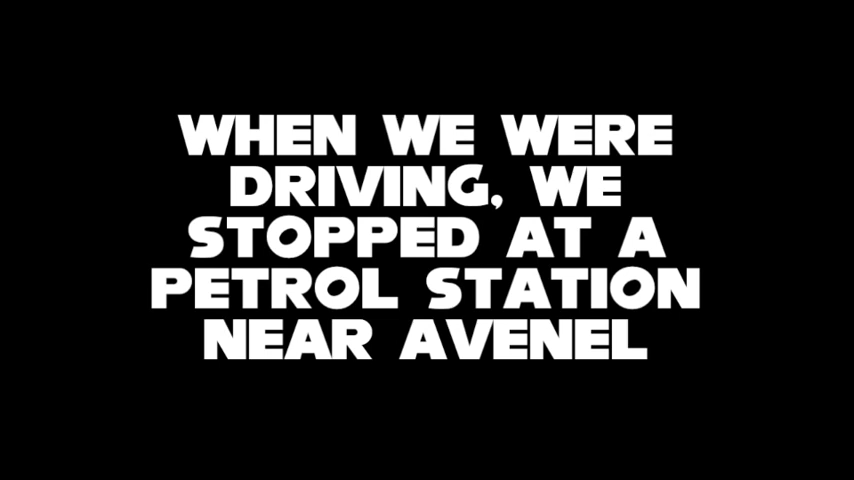 WHEN WE WERE
DRIVING, WE
STOPPED AT A
PETROL STATION
NEAR AVENEL